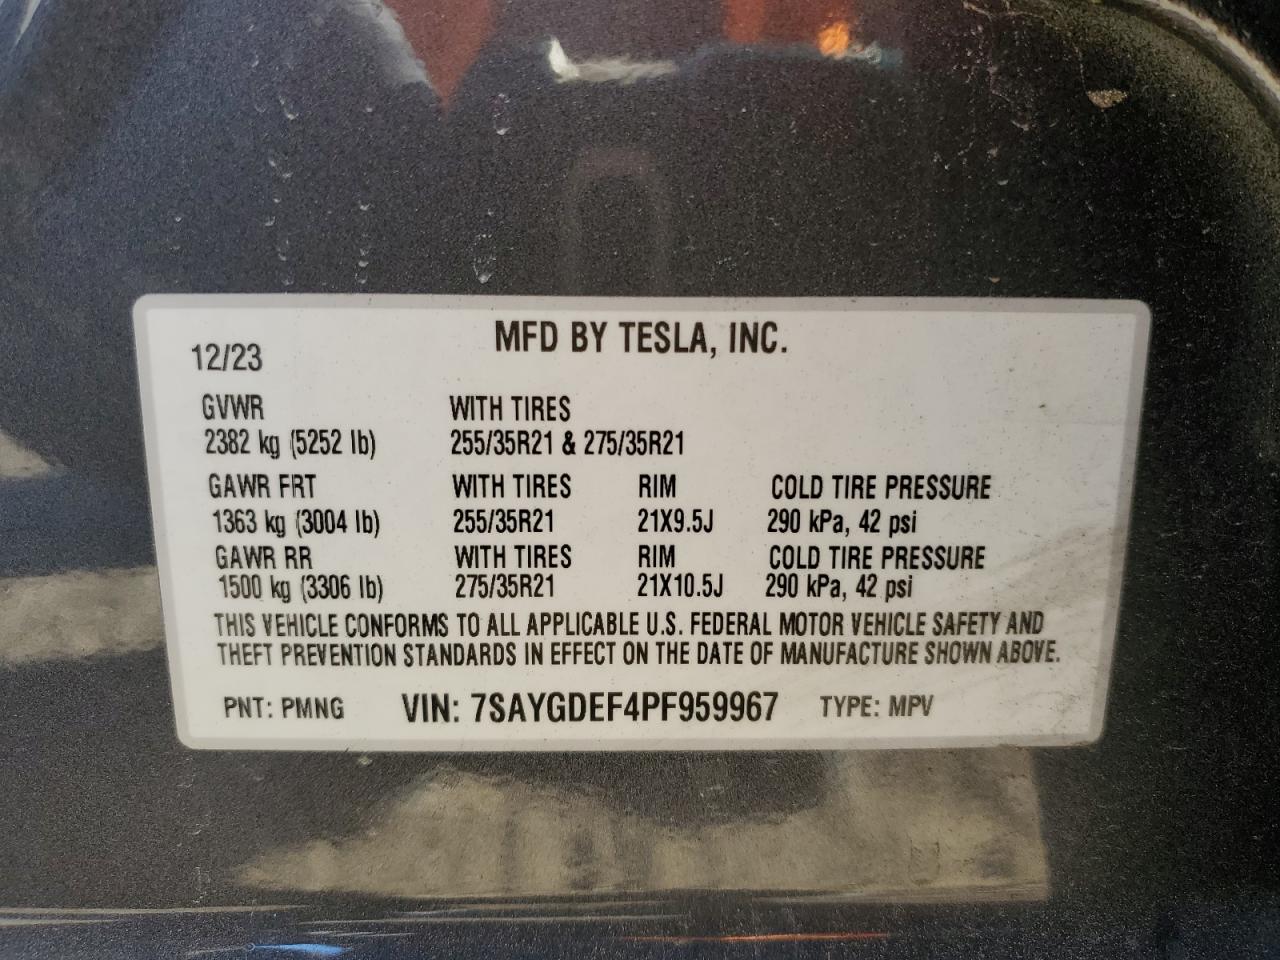 MFD BY TESLA, INC.
12/23
GVWR WITH TIRES
2382 kg (5252 lb) 255/35R21 & 275/35R21
GAWR FRT WITH TIRES RIM COLD TIRE PRESSURE
1363 kg (3004 lb) 255/35R21 21X9.5J 290 kPa, 42 psi
GAWR RR WITH TIRES RIM COLD TIRE PRESSURE
1500 kg (3306 lb) 275/35R21 21X10.5J 290 kPa, 42 psi
THIS VEHICLE CONFORMS TO ALL APPLICABLE U.S. FEDERAL MOTOR VEHICLE SAFETY AND
THEFT PREVENTION STANDARDS IN EFFECT ON THE DATE OF MANUFACTURE SHOWN ABOVE.
PNT: PMNG VIN: 7SAYGDEF4PF959967 TYPE: MPV